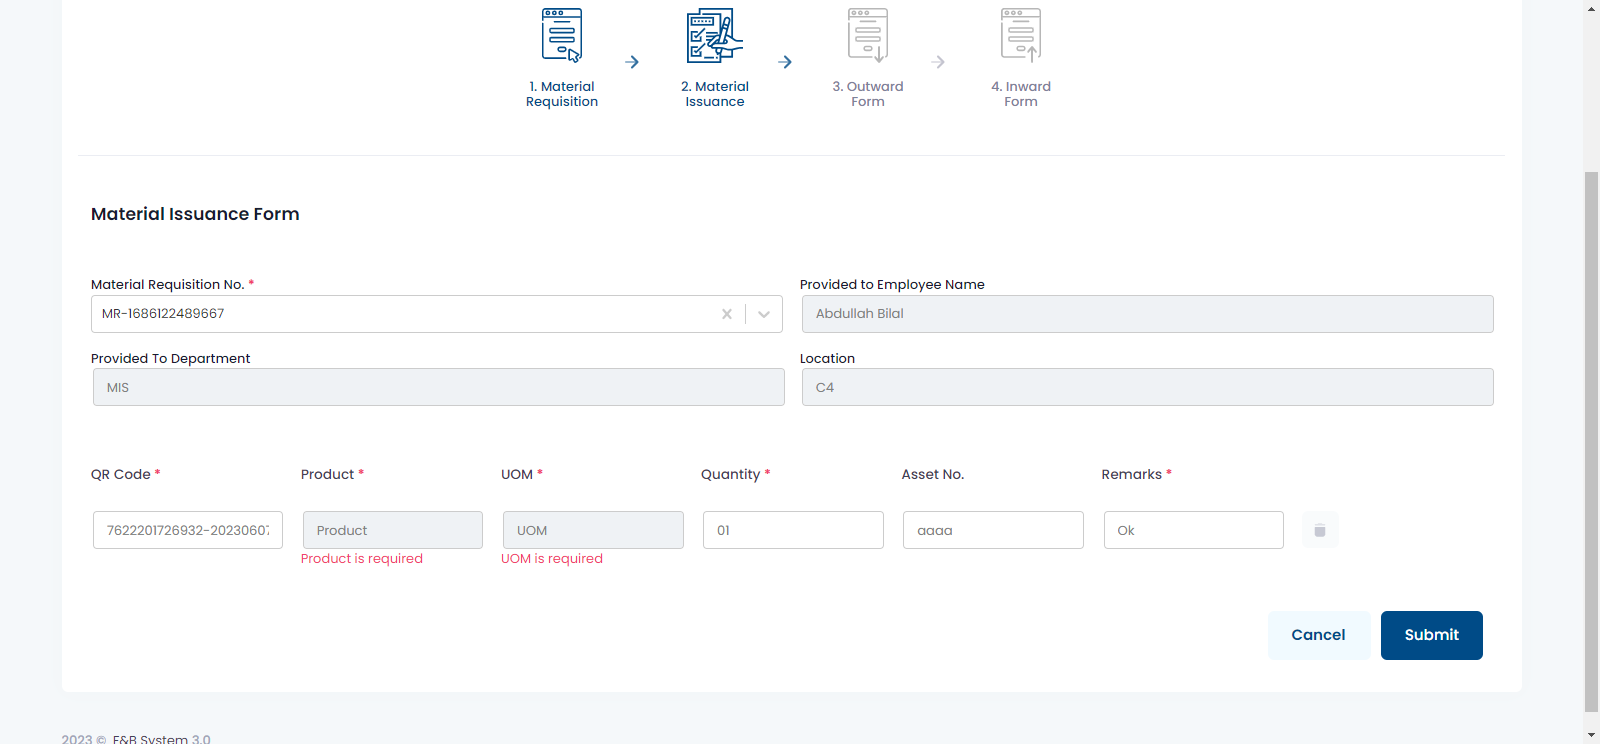 1. Material
Requisition
2. Material
Issuance
3. Outward
Form
4. Inward
Form
Material Issuance Form
Material Requisition No. *
Provided to Employee Name
MR-1686122489667
Abdullah Bilal
Provided To Department
Location
MIS
C4
QR Code * Product * UOM * Quantity * Asset No. Remarks *
7622201726932-20230607 Product UOM 01 aaaa Ok
Product is required UOM is required
Cancel Submit
2023 © F&B System 3.0